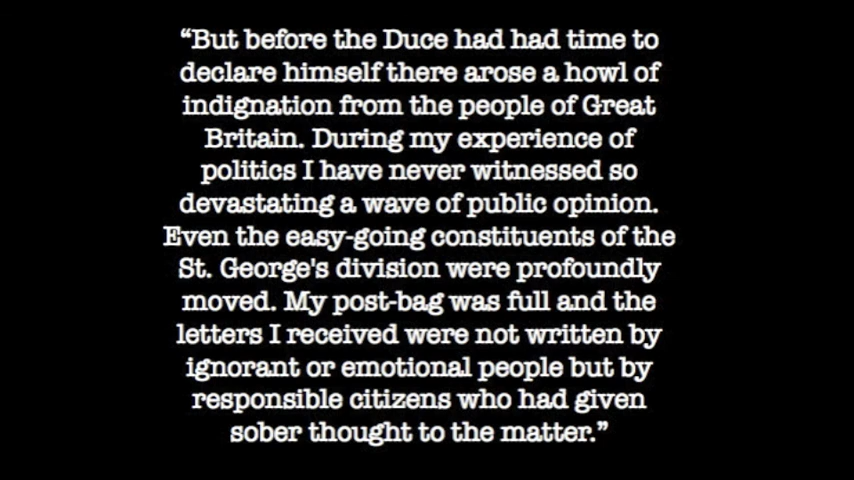 “But before the Duce had had time to
declare himself there arose a howl of
indignation from the people of Great
Britain. During my experience of
politics I have never witnessed so
devastating a wave of public opinion.
Even the easy-going constituents of the
St. George's division were profoundly
moved. My post-bag was full and the
letters I received were not written by
ignorant or emotional people but by
responsible citizens who had given
sober thought to the matter.”